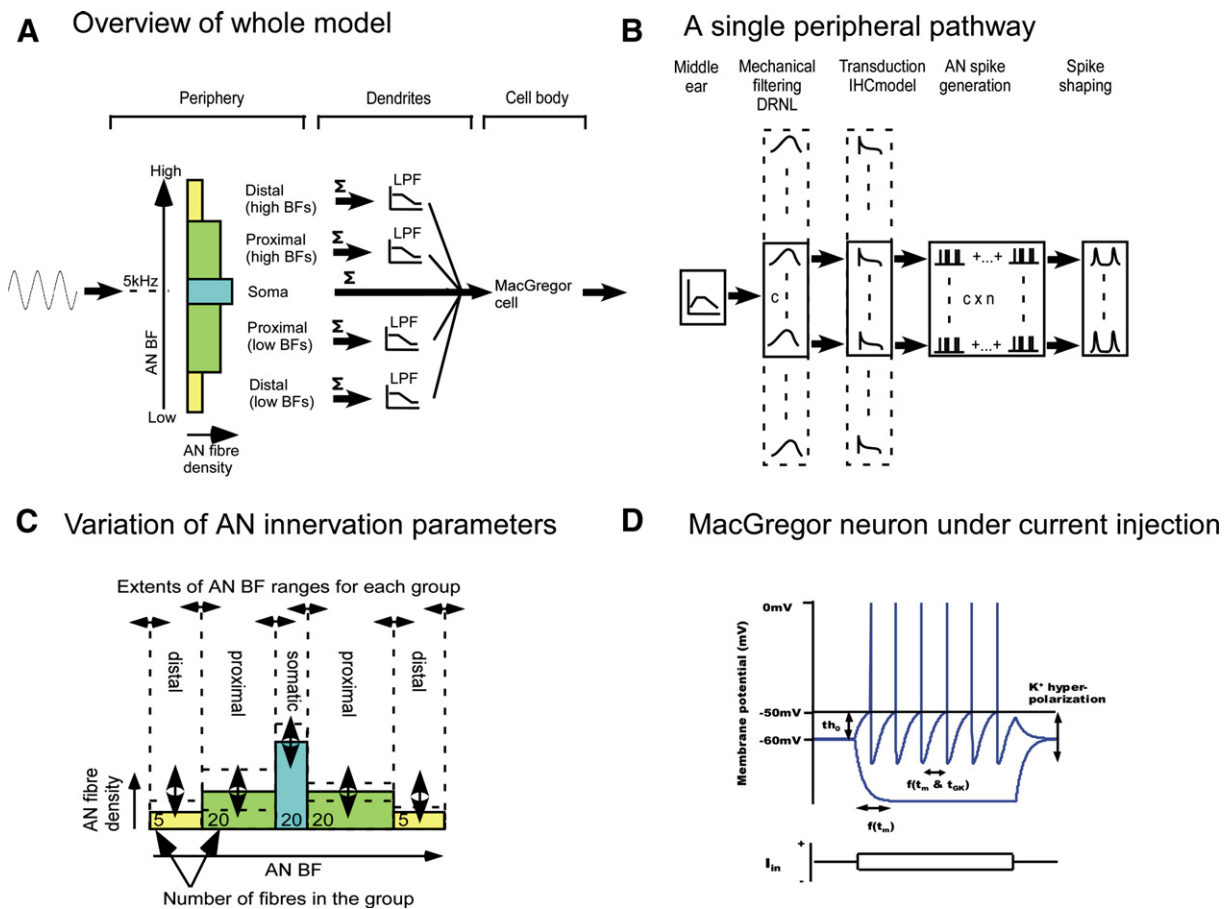 A Overview of whole model
Periphery Dendrites Cell body
High
AN BF
Low
5kHz
AN fibre
density
Distal
(high BFs)
Σ
LPF
Proximal
(high BFs)
Σ
LPF
Soma
Σ
MacGregor
cell
Proximal
(low BFs)
Σ
LPF
Distal
(low BFs)
Σ
LPF
B A single peripheral pathway
Middle
ear
Mechanical
filtering
DRNL
Transduction
IHCmodel
AN spike
generation
Spike
shaping
c
+...+
c x n
+...+
C Variation of AN innervation parameters
Extents of AN BF ranges for each group
distal
proximal
somatic
proximal
distal
AN fibre
density
5 20 20 20 5
AN BF
Number of fibres in the group
D MacGregor neuron under current injection
Membrane potential (mV)
0mV
-50mV
-60mV
th₀
K⁺ hyper-
polarization
f(tₘ & t_GK)
f(tₘ)
I_in
+
-